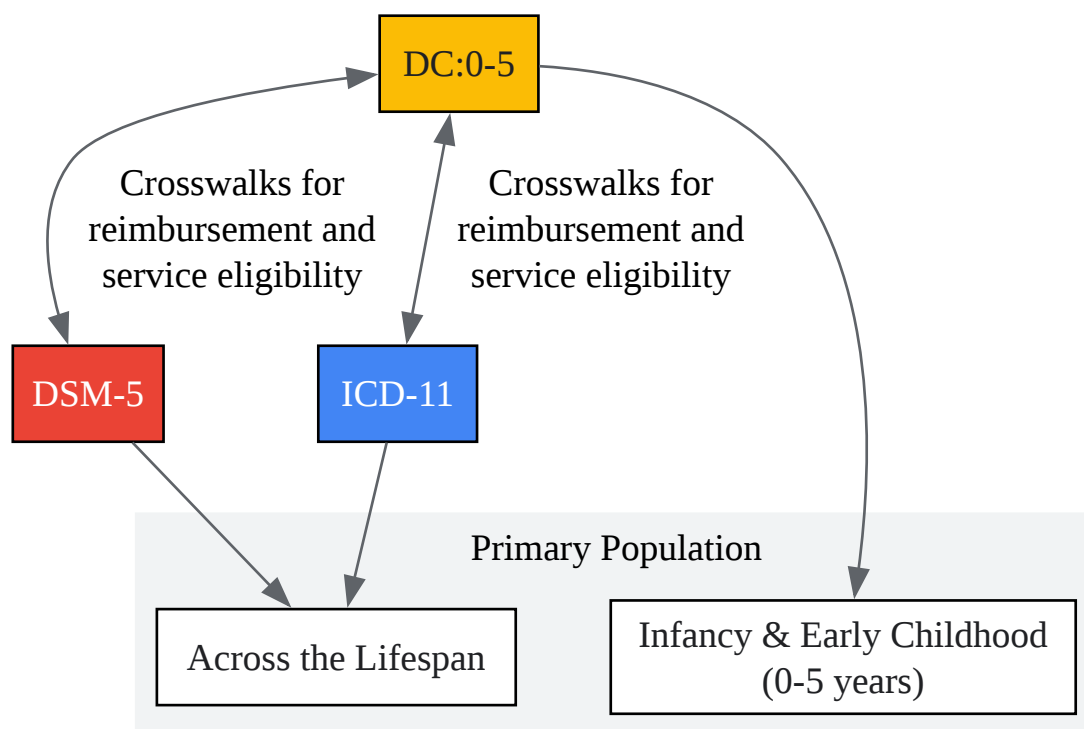 DC:0-5
Crosswalks for
reimbursement and
service eligibility
Crosswalks for
reimbursement and
service eligibility
DSM-5
ICD-11
Primary Population
Across the Lifespan
Infancy & Early Childhood
(0-5 years)